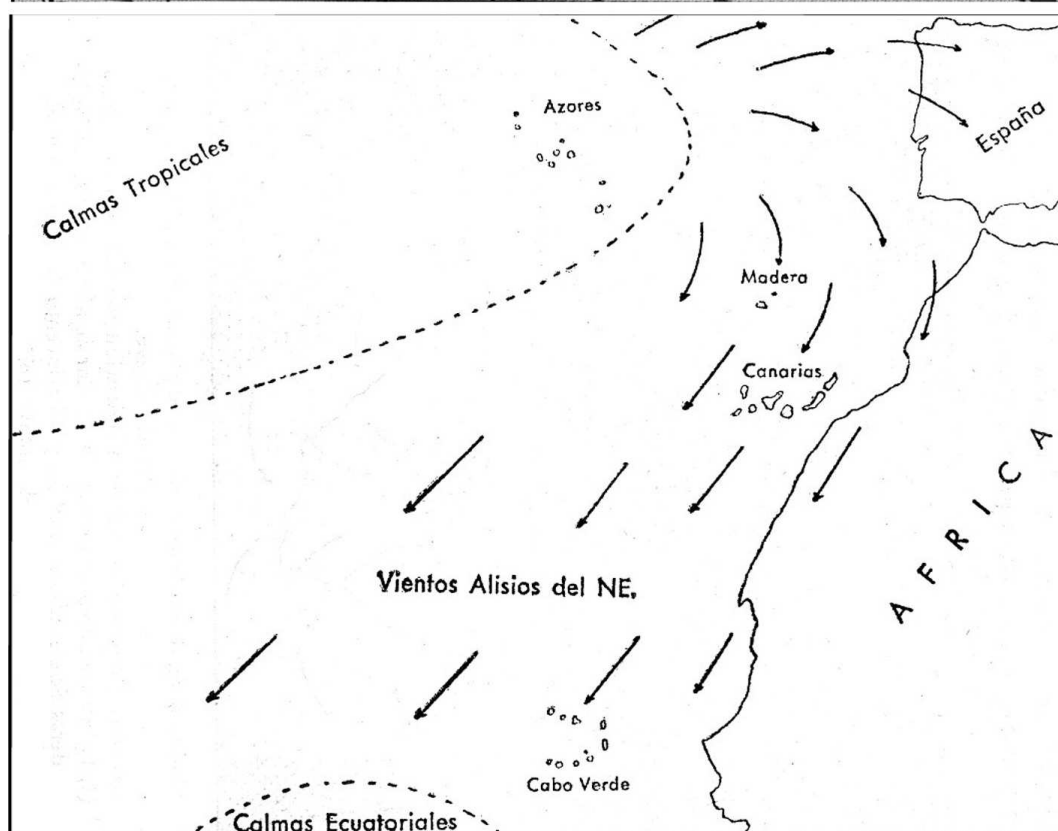 Azores
España
Calmas Tropicales
Madera
Canarias
AFRICA
Vientos Alisios del NE.
Cabo Verde
Calmas Ecuatoriales